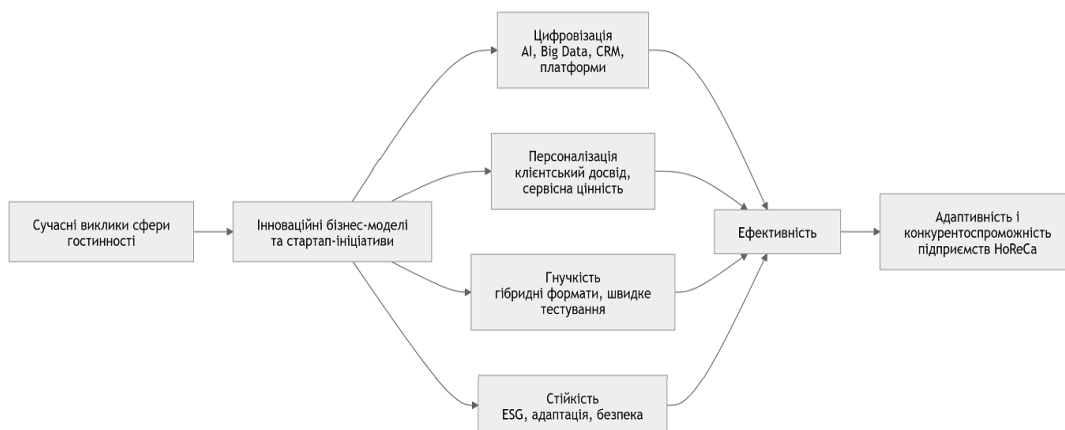 Сучасні виклики сфери
гостинності
Інноваційні бізнес-моделі
та стартап-ініціативи
Цифровізація
AI, Big Data, CRM,
платформи
Персоналізація
клієнтський досвід,
сервісна цінність
Гнучкість
гібридні формати, швидке
тестування
Стійкість
ESG, адаптація, безпека
Ефективність
Адаптивність і
конкурентоспроможність
підприємств HoReCa